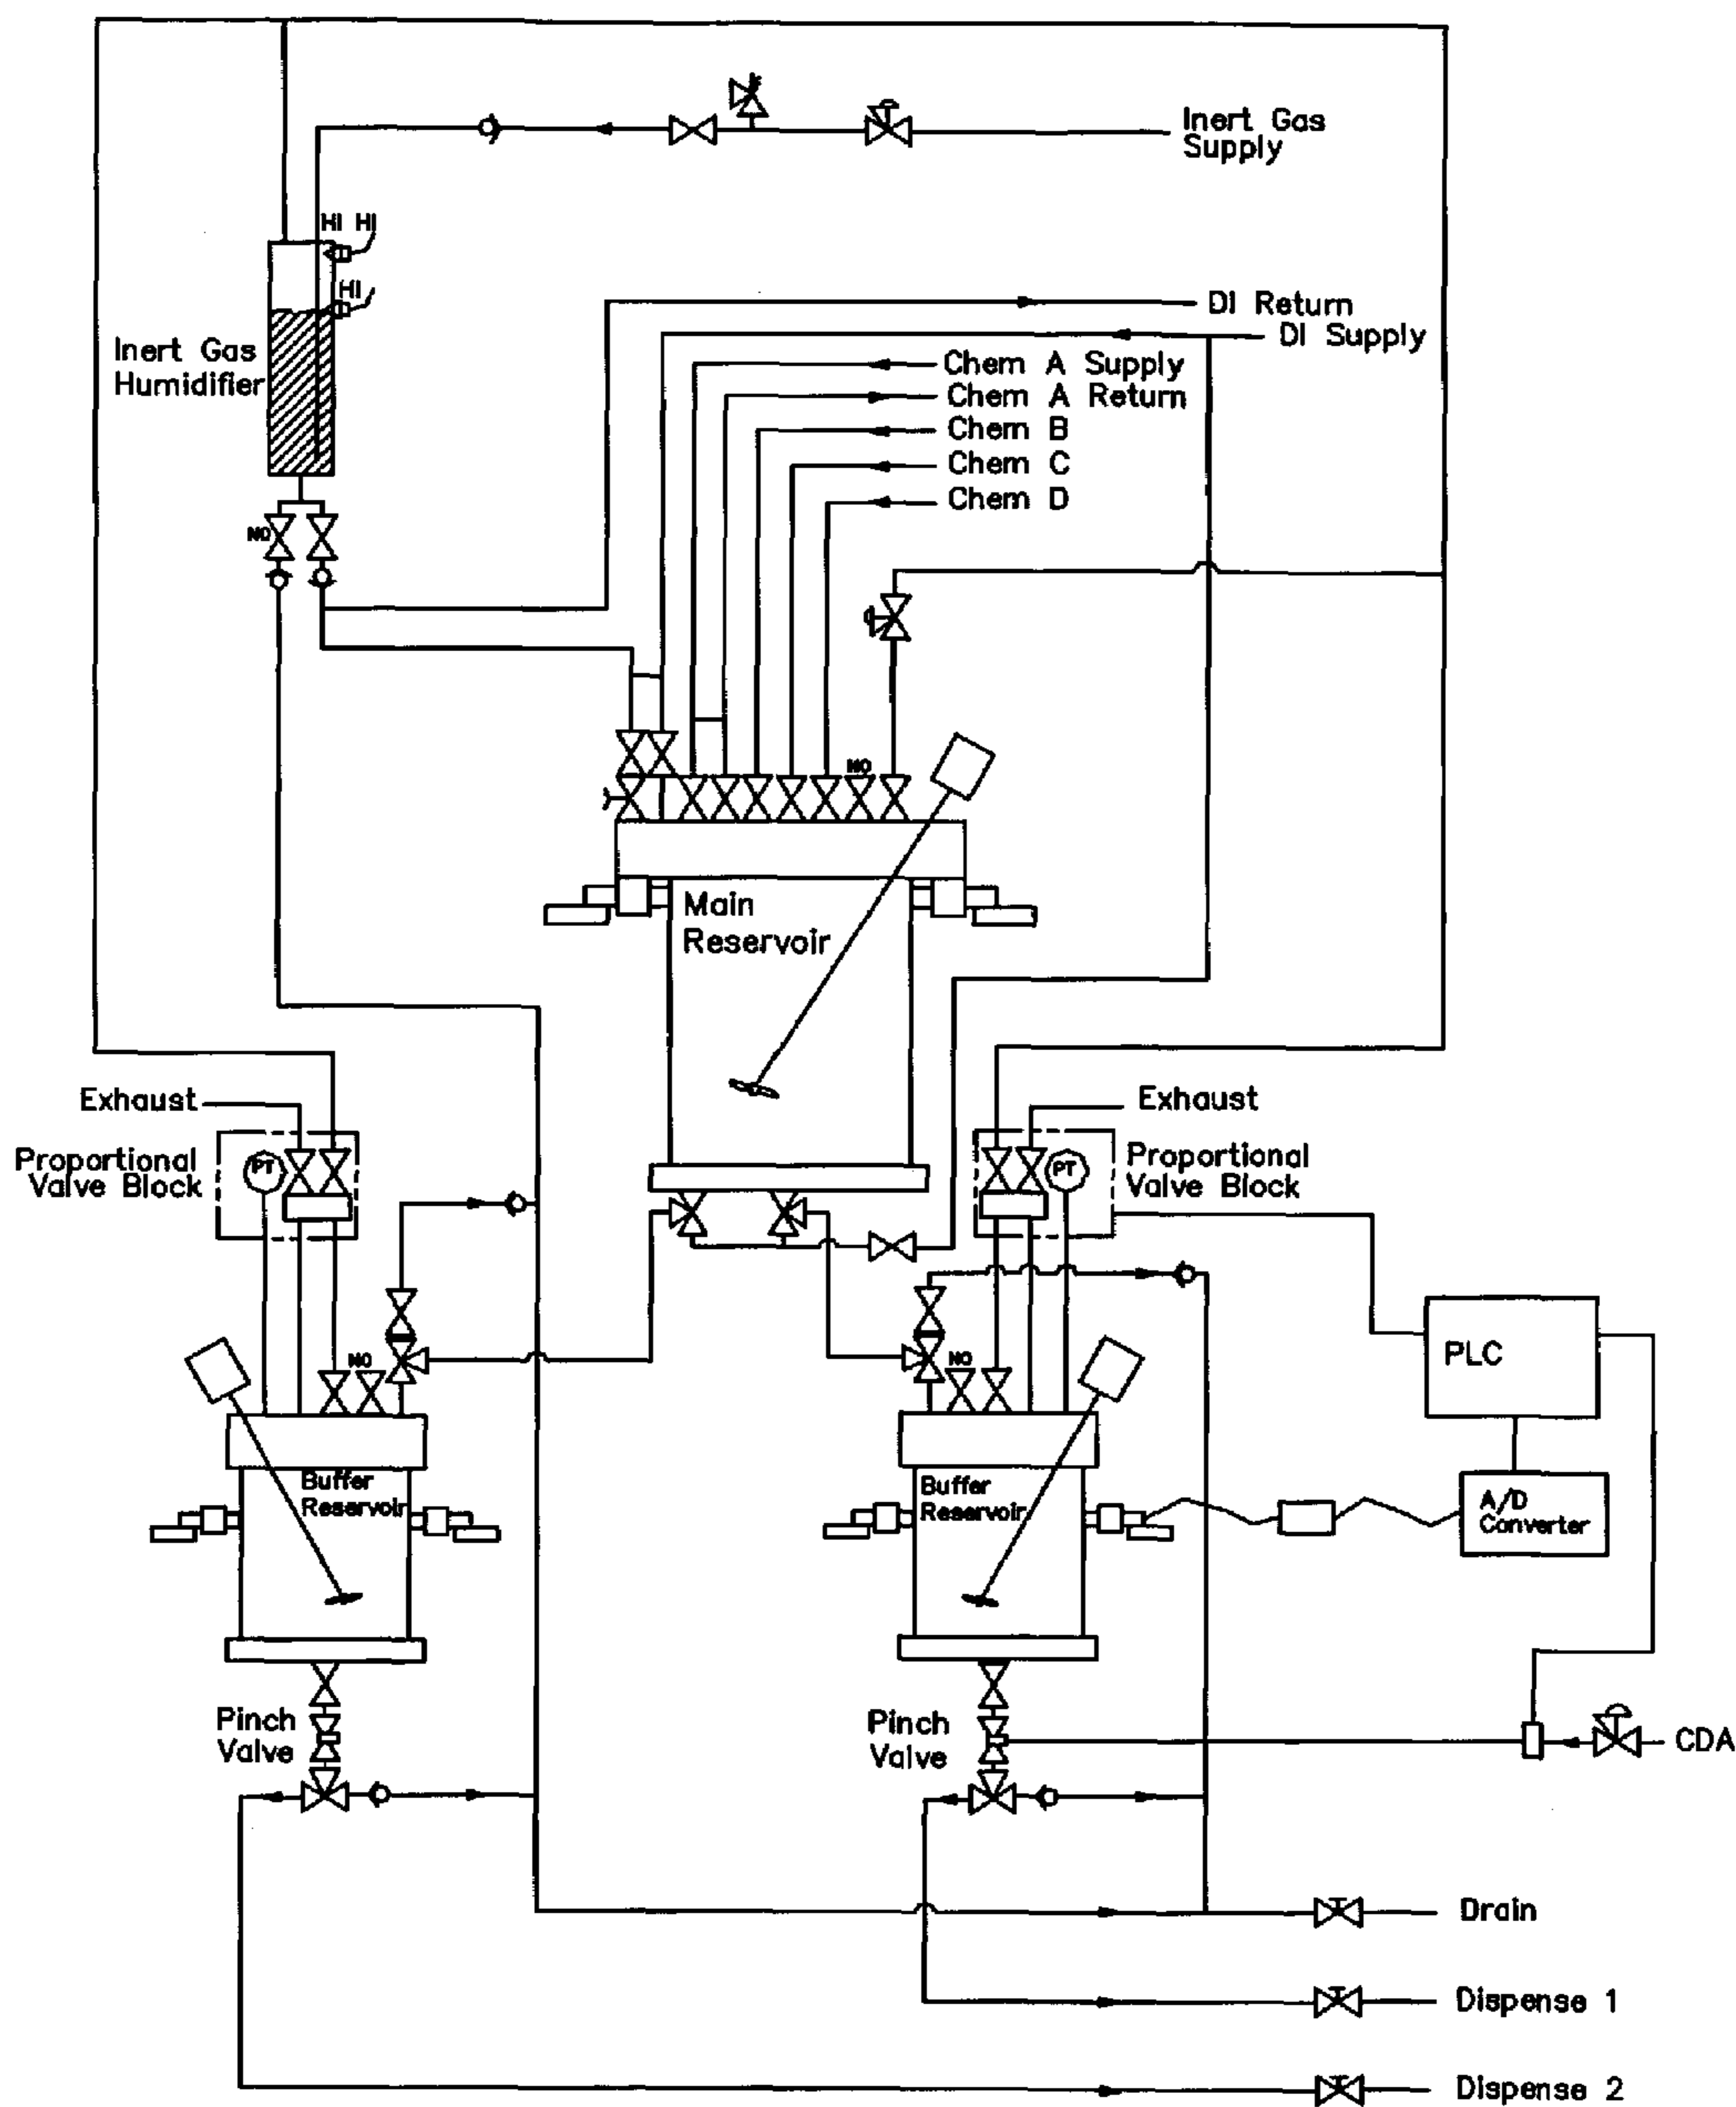 Inert Gas
Supply
HI HI
HI
DI Return
DI Supply
Inert Gas
Humidifier
Chem A Supply
Chem A Return
Chem B
Chem C
Chem D
NO
NO
Main
Reservoir
Exhaust
Exhaust
Proportional
Valve Block
PT
PT
Proportional
Valve Block
NO
NO
PLC
Buffer
Reservoir
Buffer
Reservoir
A/D
Converter
Pinch
Valve
Pinch
Valve
CDA
Drain
Dispense 1
Dispense 2